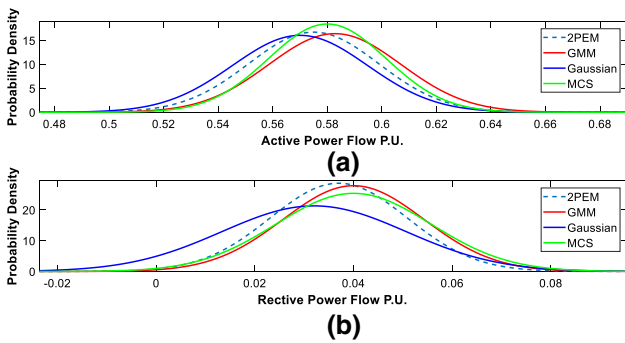 Probability Density
15
10
5
0
0.48 0.5 0.52 0.54 0.56 0.58 0.6 0.62 0.64 0.66 0.68
Active Power Flow P.U.
2PEM
GMM
Gaussian
MCS
(a)
Probability Density
20
10
0
-0.02 0 0.02 0.04 0.06 0.08
Rective Power Flow P.U.
2PEM
GMM
Gaussian
MCS
(b)